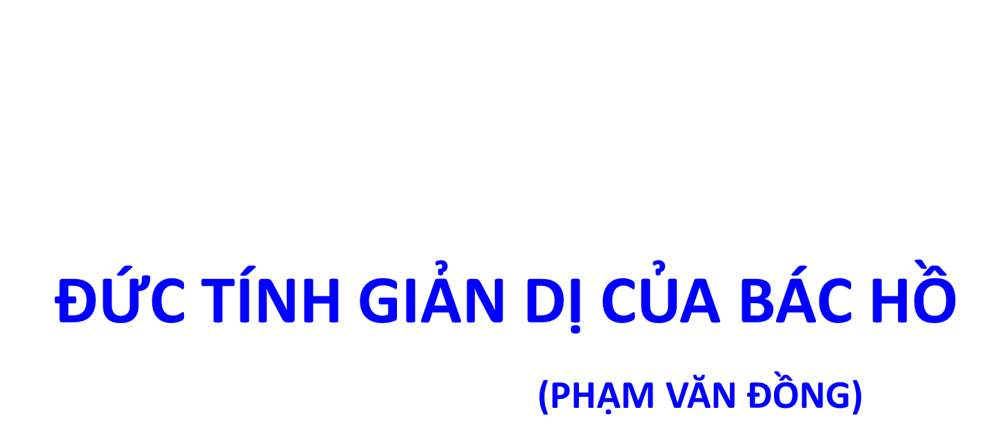 ĐỨC TÍNH GIẢN DỊ CỦA BÁC HỒ
(PHẠM VĂN ĐỒNG)